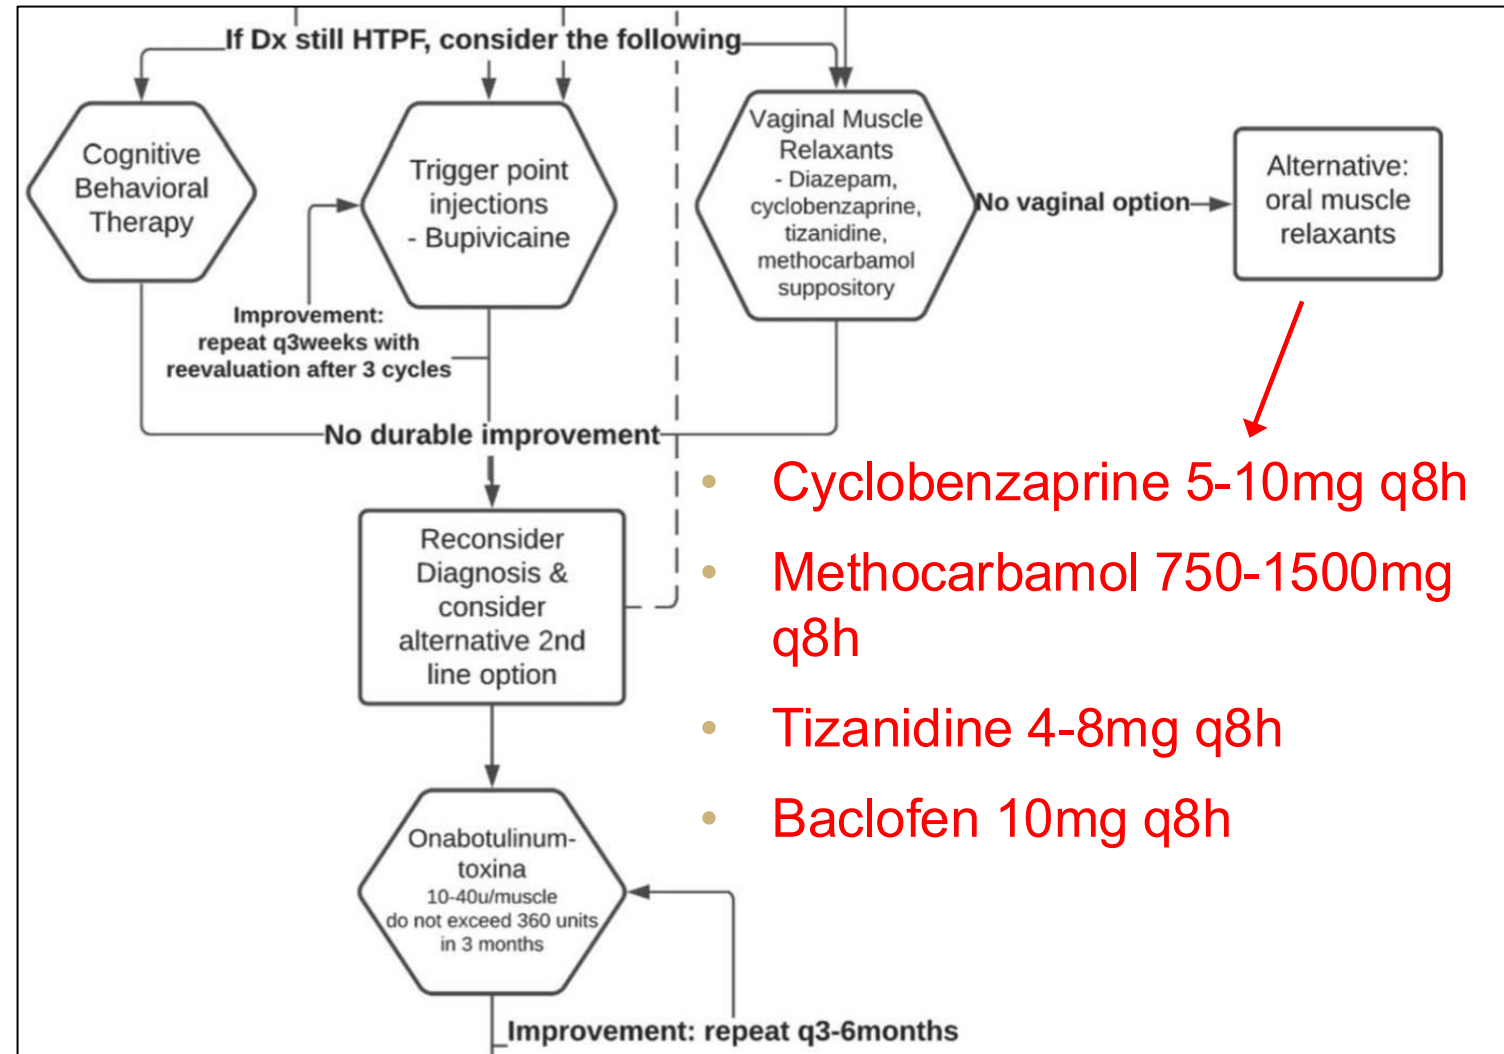 If Dx still HTPF, consider the following
Cognitive
Behavioral
Therapy
Trigger point
injections
- Bupivicaine
Vaginal Muscle
Relaxants
- Diazepam,
cyclobenzaprine,
tizanidine,
methocarbamol
suppository
No vaginal option
Alternative:
oral muscle
relaxants
Improvement:
repeat q3weeks with
reevaluation after 3 cycles
No durable improvement
• Cyclobenzaprine 5-10mg q8h
• Methocarbamol 750-1500mg
q8h
• Tizanidine 4-8mg q8h
• Baclofen 10mg q8h
Reconsider
Diagnosis &
consider
alternative 2nd
line option
Onabotulinum-
toxina
10-40u/muscle
do not exceed 360 units
in 3 months
Improvement: repeat q3-6months